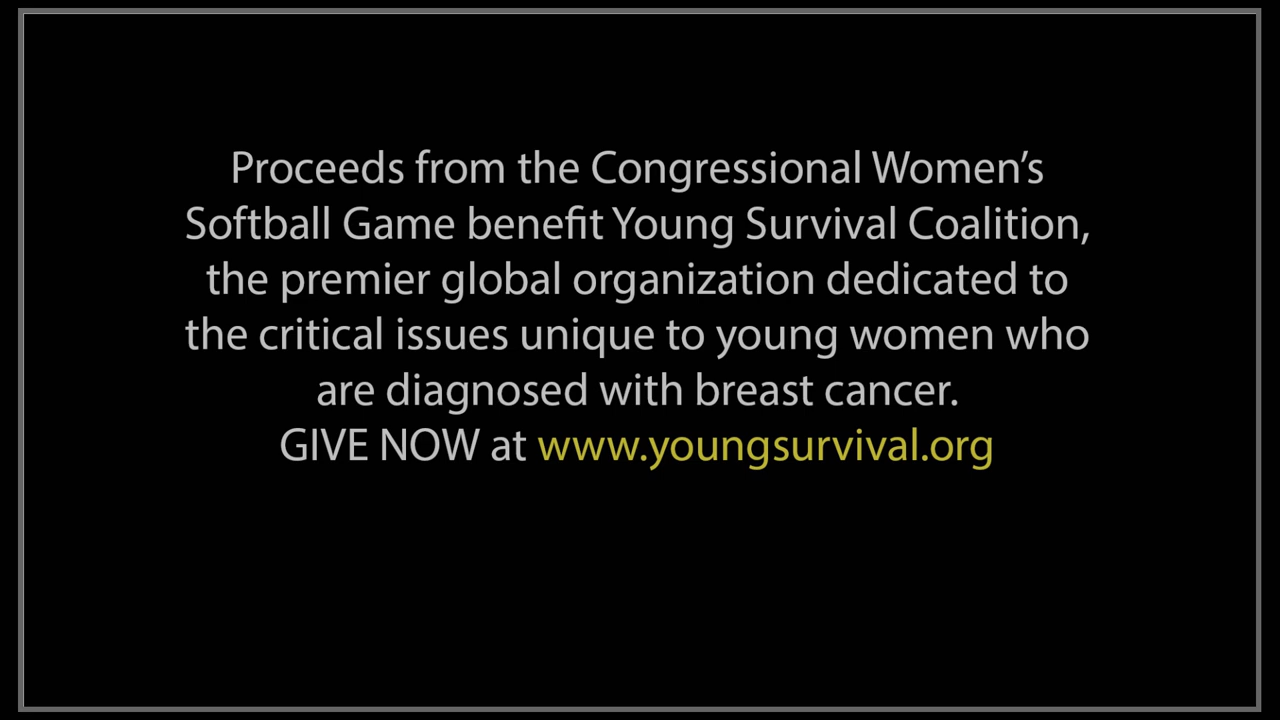 Proceeds from the Congressional Women’s
Softball Game benefit Young Survival Coalition,
the premier global organization dedicated to
the critical issues unique to young women who
are diagnosed with breast cancer.
GIVE NOW at www.youngsurvival.org